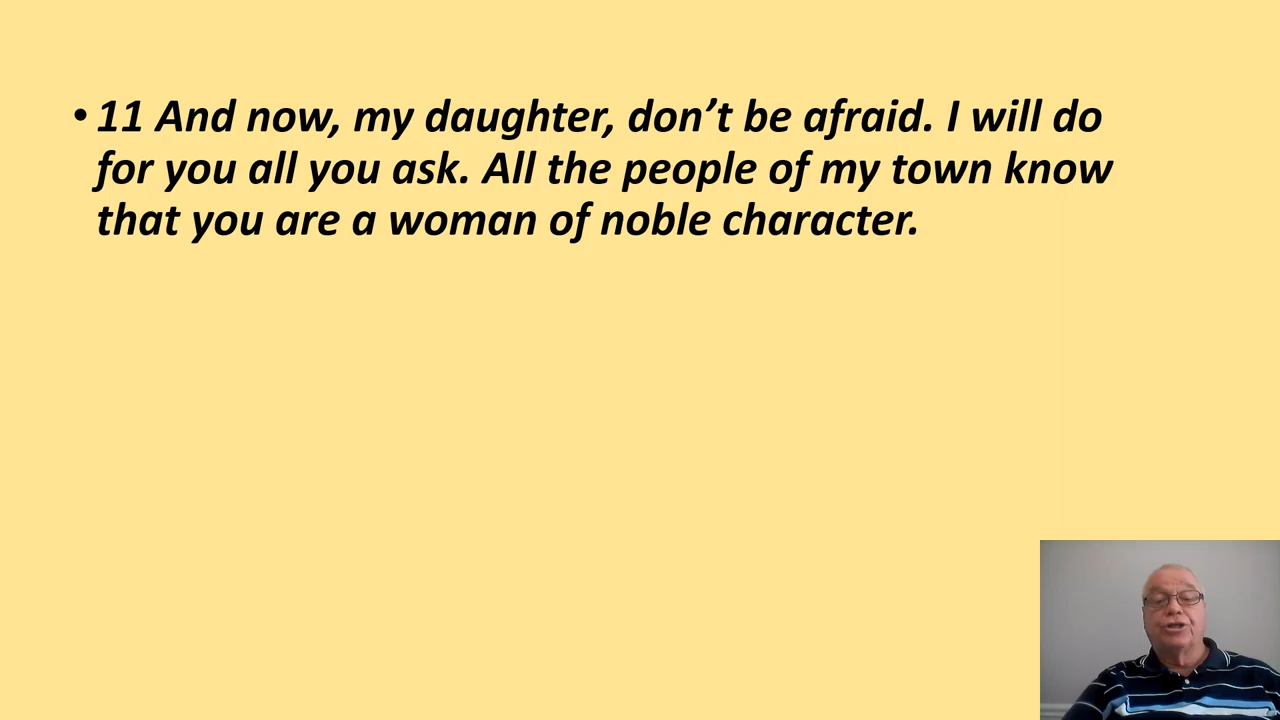 • 11 And now, my daughter, don’t be afraid. I will do
for you all you ask. All the people of my town know
that you are a woman of noble character.